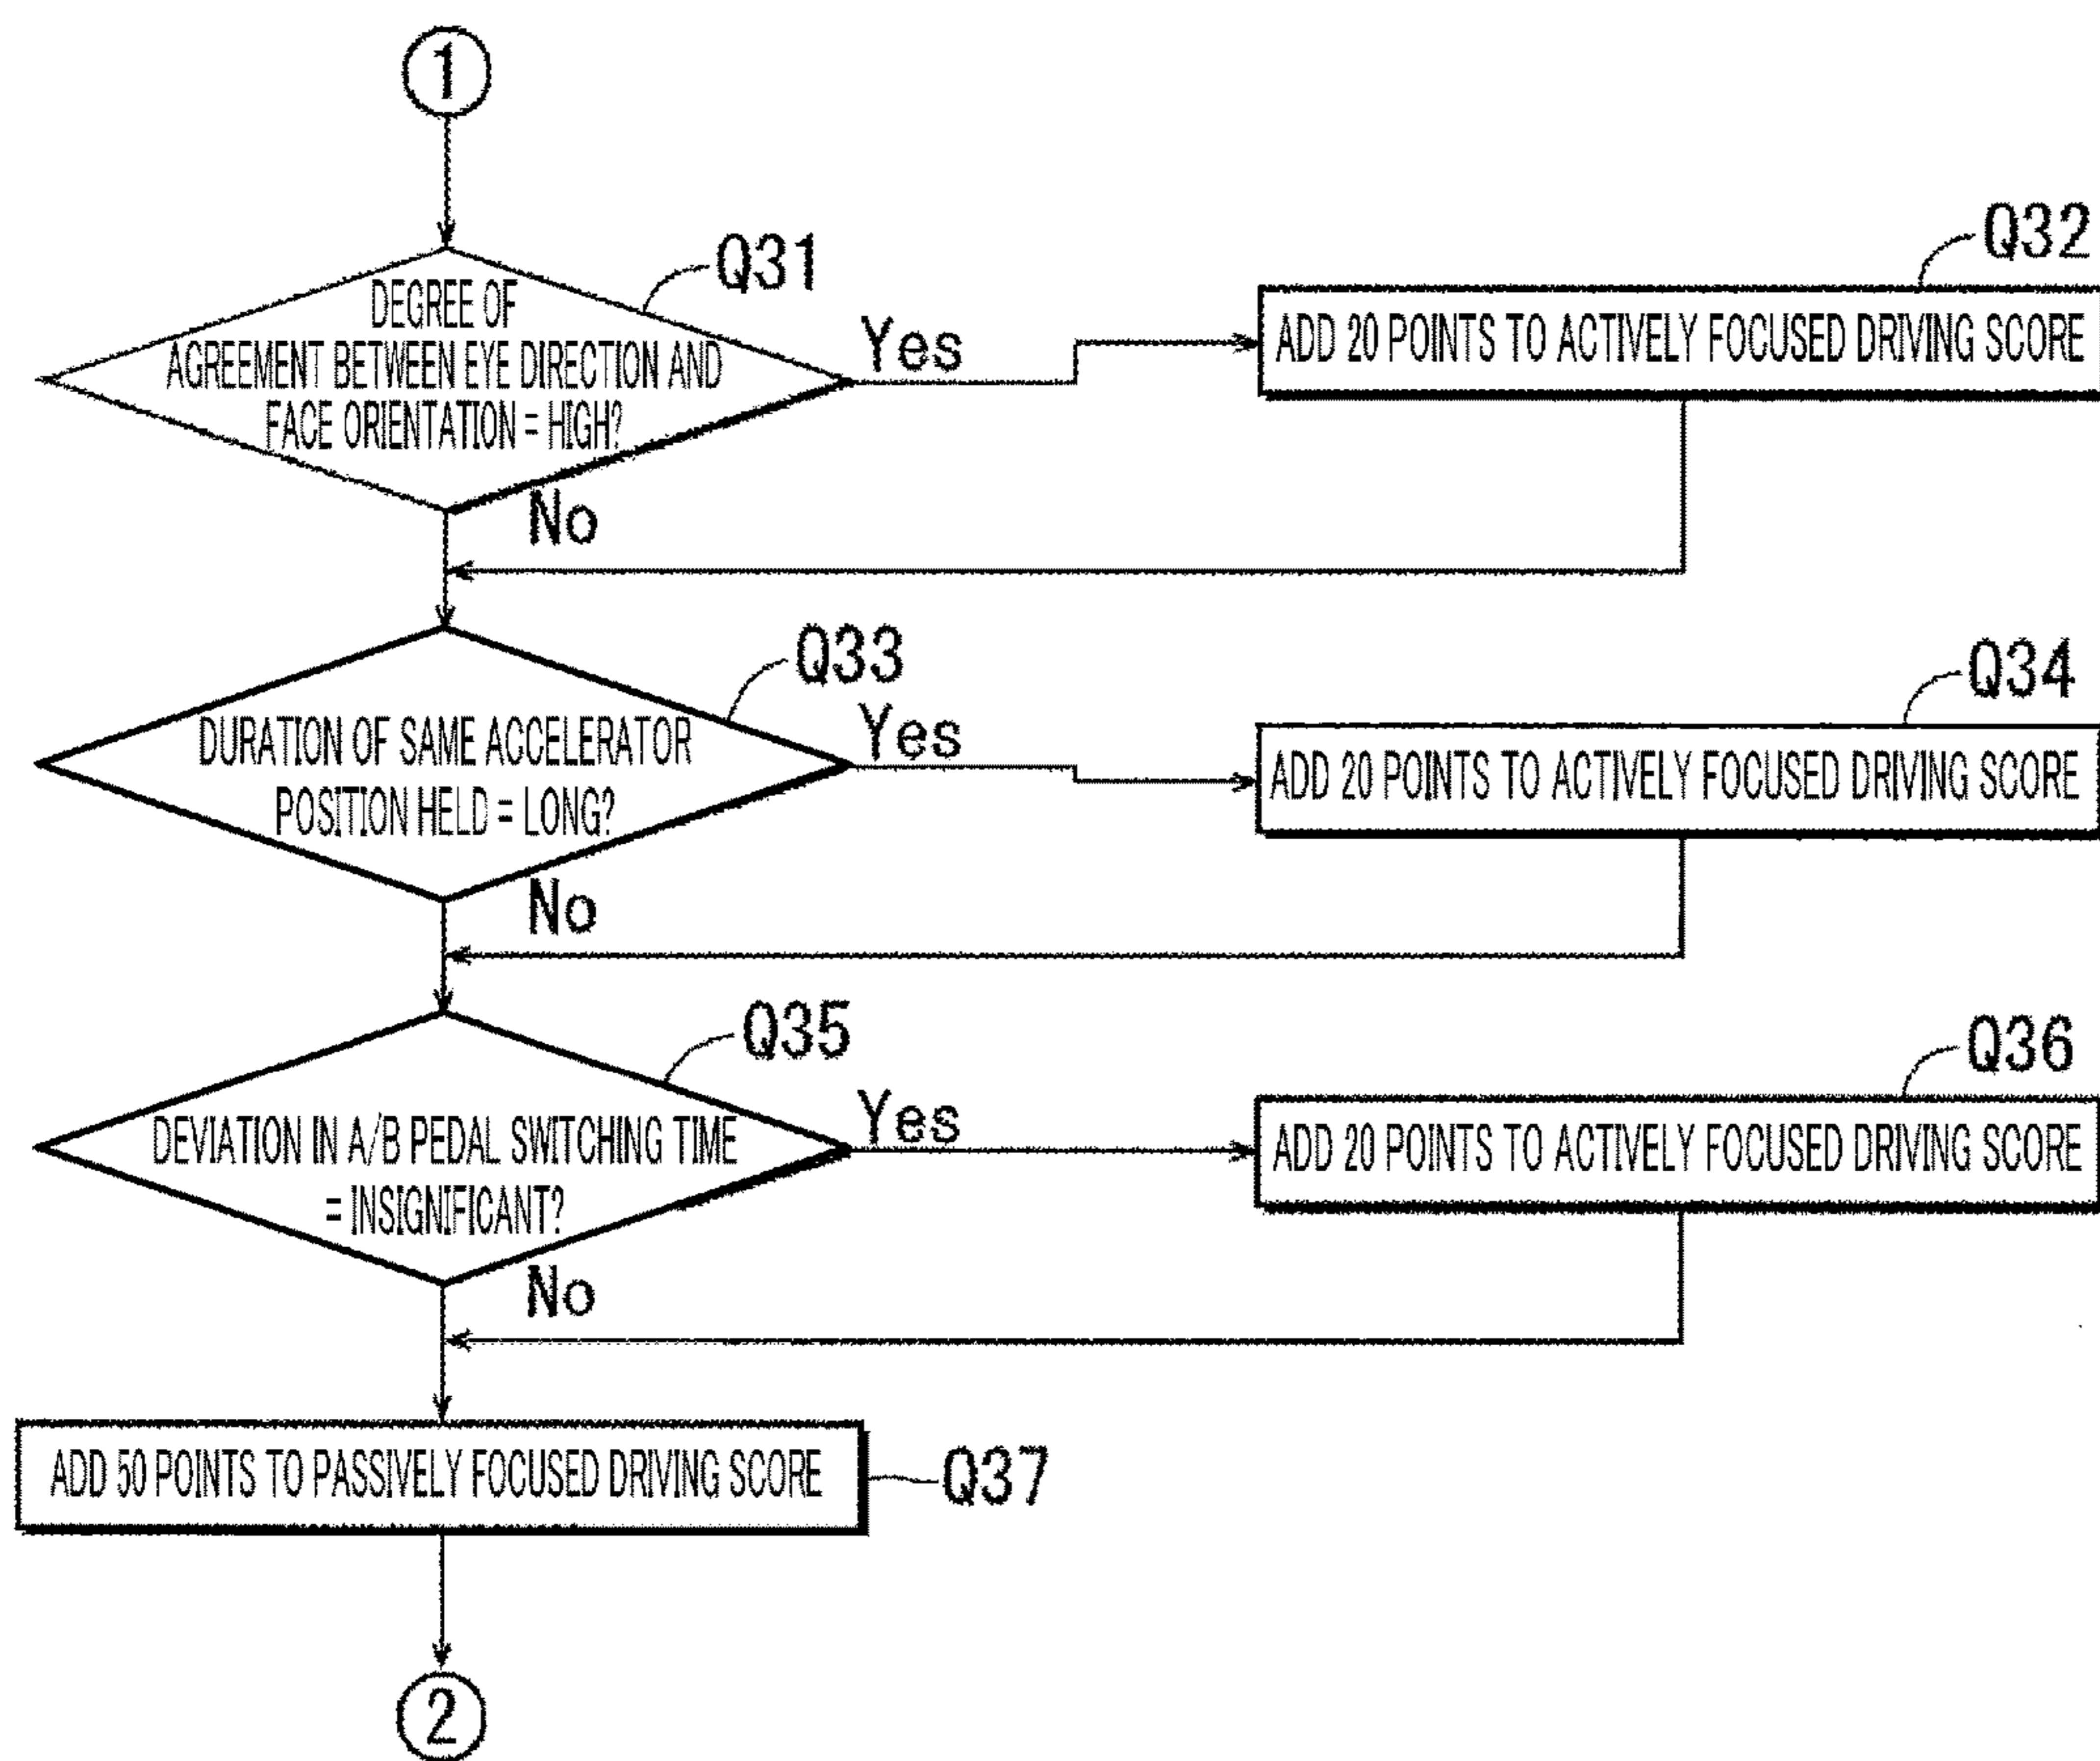 1
Q31
Q32
DEGREE OF
AGREEMENT BETWEEN EYE DIRECTION AND
FACE ORIENTATION = HIGH?
Yes
ADD 20 POINTS TO ACTIVELY FOCUSED DRIVING SCORE
No
Q33
Q34
DURATION OF SAME ACCELERATOR
POSITION HELD = LONG?
Yes
ADD 20 POINTS TO ACTIVELY FOCUSED DRIVING SCORE
No
Q35
Q36
DEVIATION IN A/B PEDAL SWITCHING TIME
= INSIGNIFICANT?
Yes
ADD 20 POINTS TO ACTIVELY FOCUSED DRIVING SCORE
No
ADD 50 POINTS TO PASSIVELY FOCUSED DRIVING SCORE
Q37
2